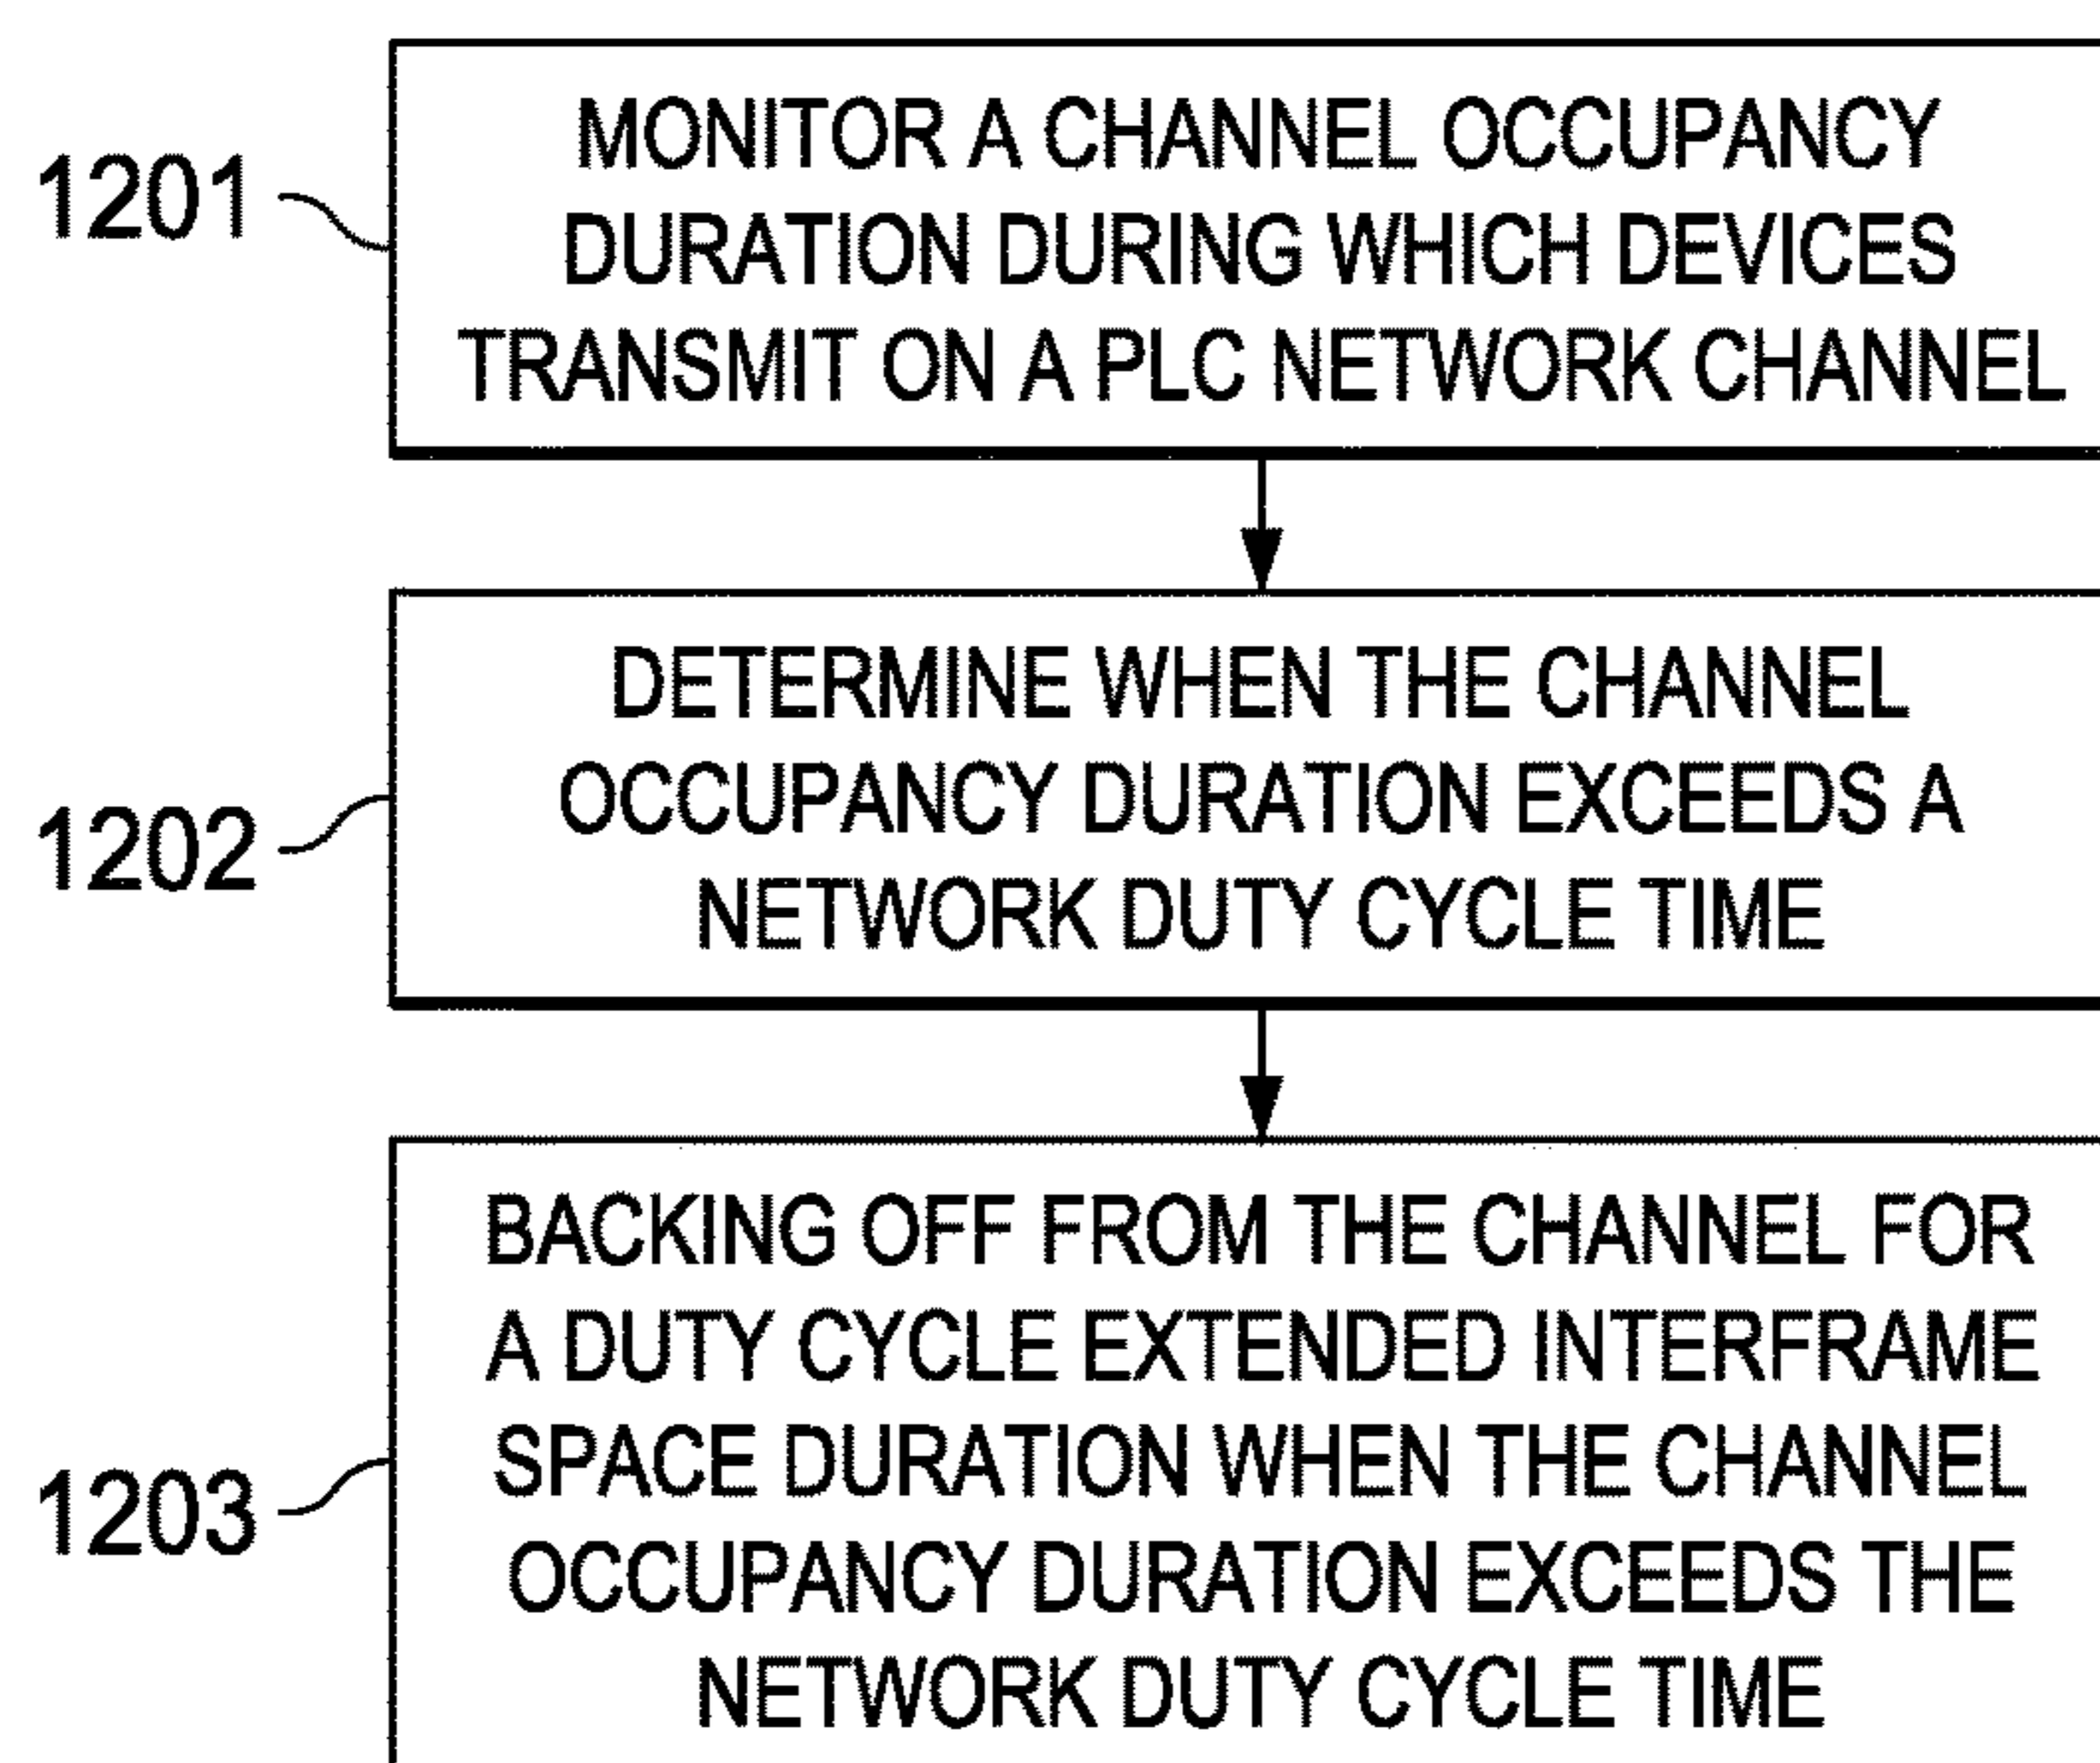 1201
MONITOR A CHANNEL OCCUPANCY
DURATION DURING WHICH DEVICES
TRANSMIT ON A PLC NETWORK CHANNEL
1202
DETERMINE WHEN THE CHANNEL
OCCUPANCY DURATION EXCEEDS A
NETWORK DUTY CYCLE TIME
1203
BACKING OFF FROM THE CHANNEL FOR
A DUTY CYCLE EXTENDED INTERFRAME
SPACE DURATION WHEN THE CHANNEL
OCCUPANCY DURATION EXCEEDS THE
NETWORK DUTY CYCLE TIME